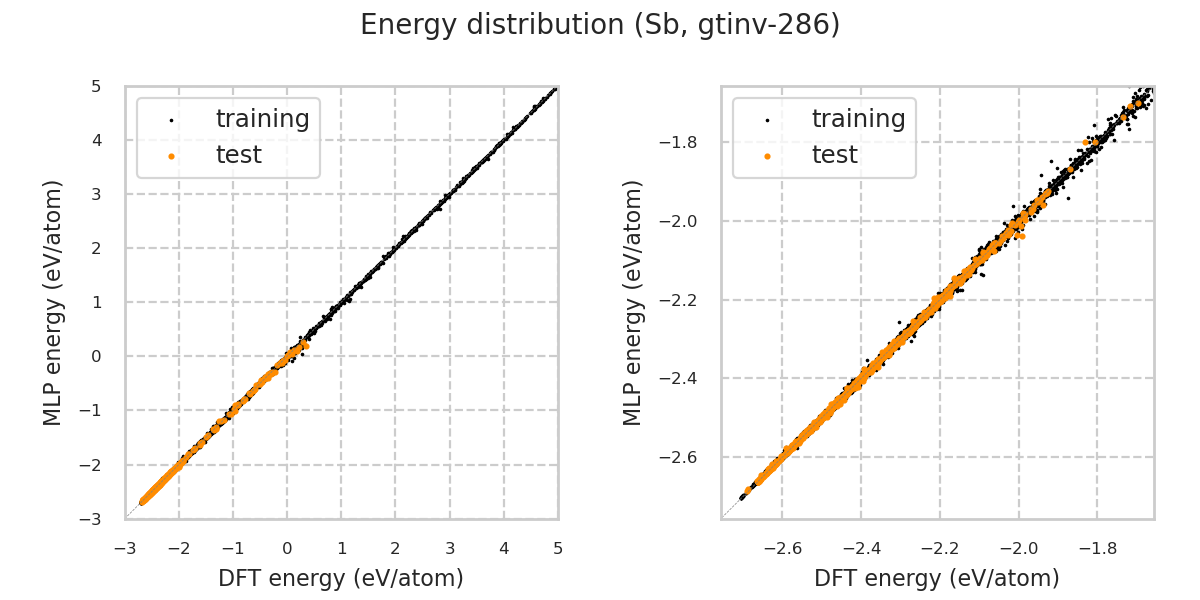 Energy distribution (Sb, gtinv-286)
training
test
5
4
3
2
1
0
−1
−2
−3
−3 −2 −1 0 1 2 3 4 5
MLP energy (eV/atom)
DFT energy (eV/atom)
training
test
−1.8
−2.0
−2.2
−2.4
−2.6
−2.6 −2.4 −2.2 −2.0 −1.8
MLP energy (eV/atom)
DFT energy (eV/atom)